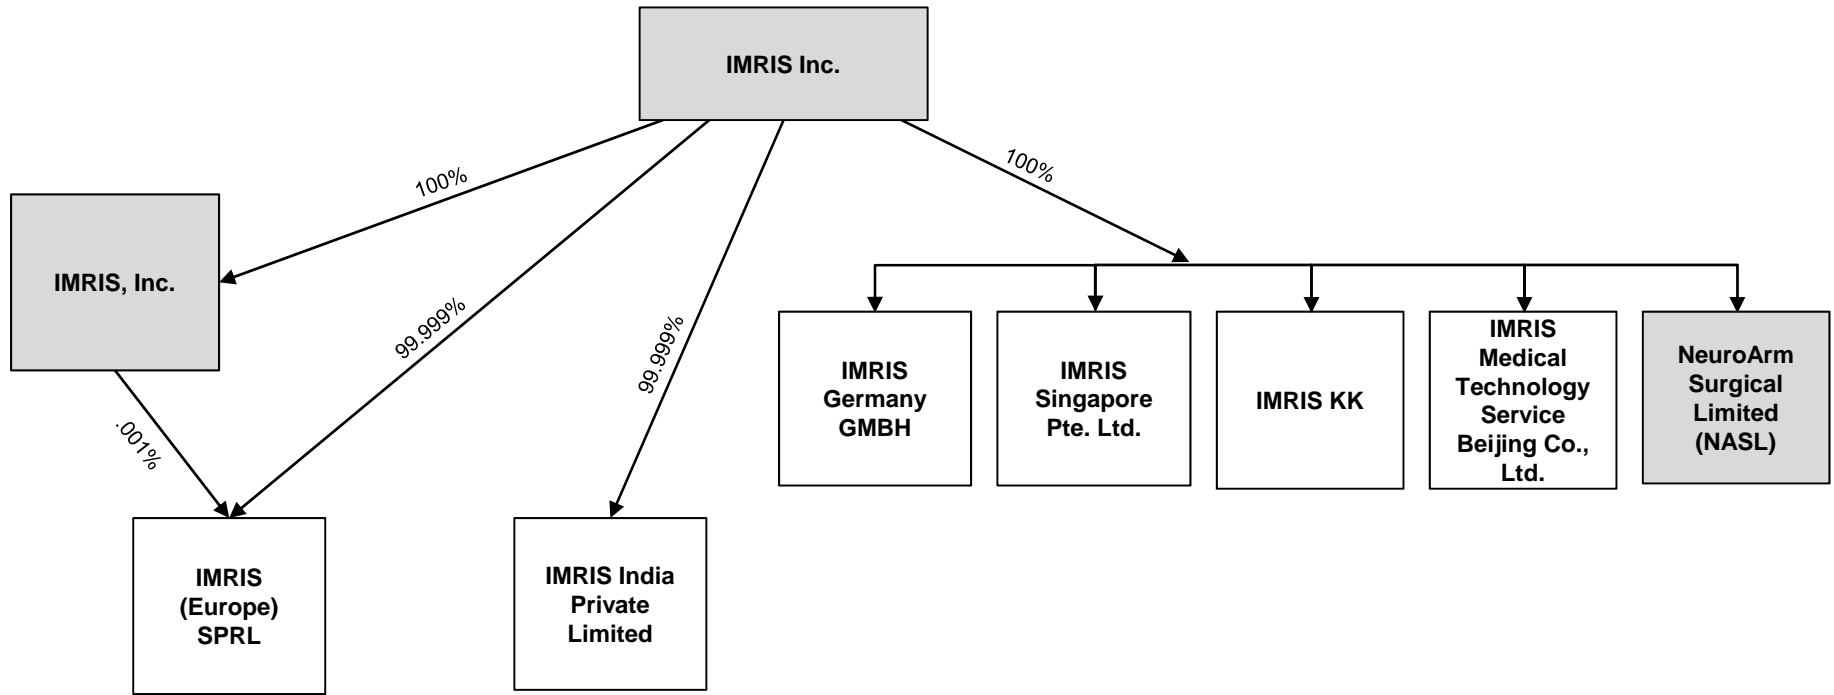 IMRIS Inc.
100%
100%
IMRIS, Inc.
99.999%
99.999%
.001%
IMRIS
Germany
GMBH
IMRIS
Singapore
Pte. Ltd.
IMRIS KK
IMRIS
Medical
Technology
Service
Beijing Co.,
Ltd.
NeuroArm
Surgical
Limited
(NASL)
IMRIS
(Europe)
SPRL
IMRIS India
Private
Limited